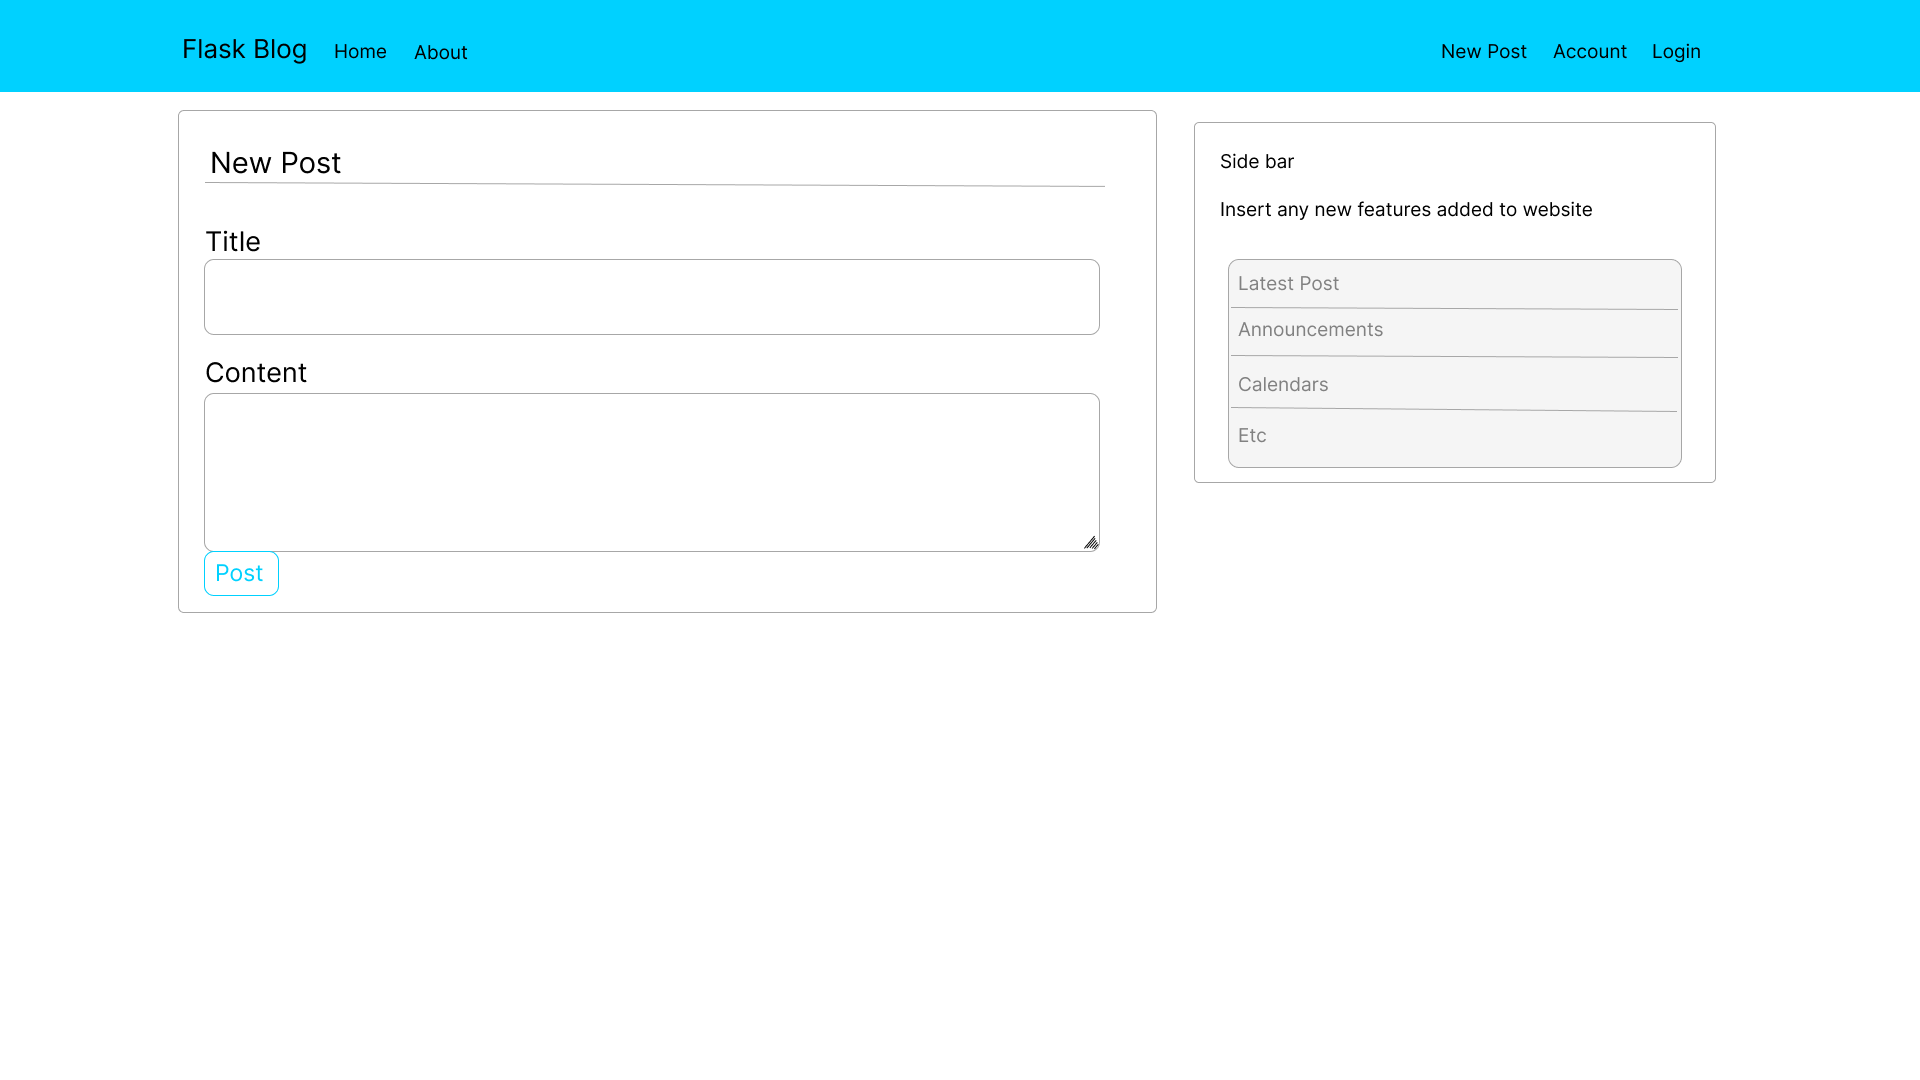 Flask Blog Home About New Post Account Login
New Post
Title
Content
Post
Side bar
Insert any new features added to website
Latest Post
Announcements
Calendars
Etc